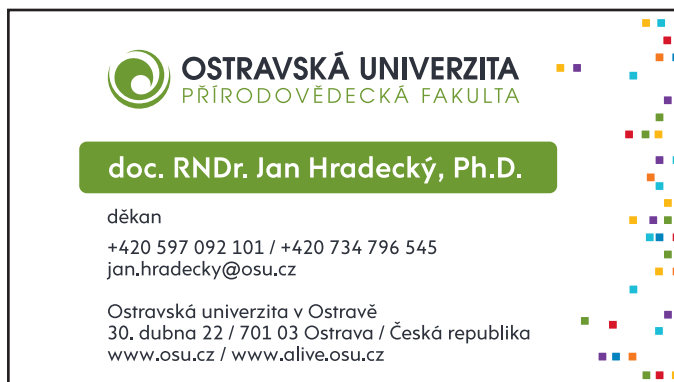 OSTRAVSKÁ UNIVERZITA
PŘÍRODOVĚDECKÁ FAKULTA
doc. RNDr. Jan Hradecký, Ph.D.
děkan
+420 597 092 101 / +420 734 796 545
jan.hradecky@osu.cz
Ostravská univerzita v Ostravě
30. dubna 22 / 701 03 Ostrava / Česká republika
www.osu.cz / www.alive.osu.cz